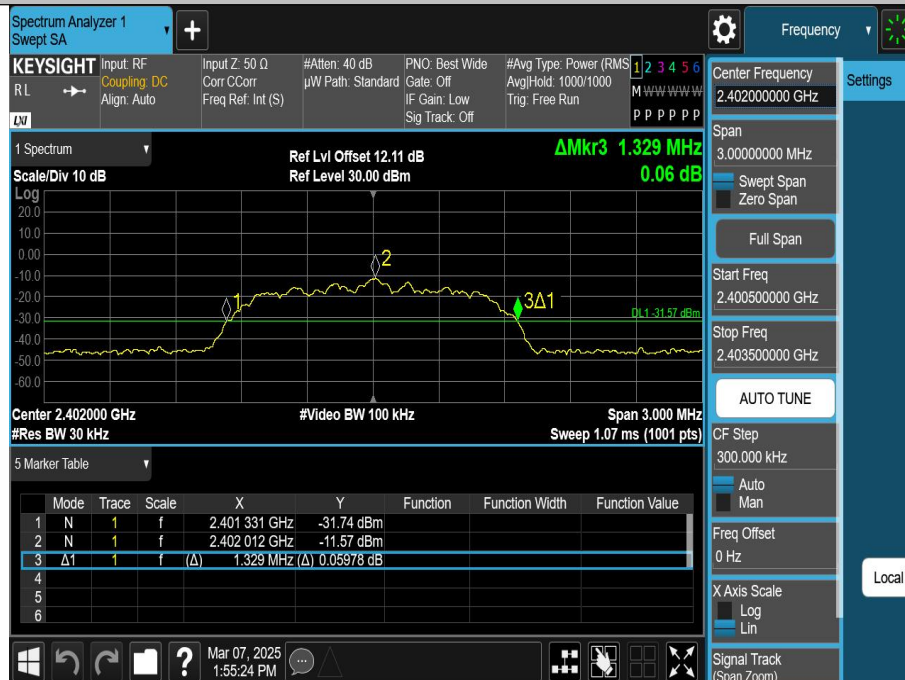 Spectrum Analyzer 1
Swept SA
Frequency
KEYSIGHT
RL
LXI
Input: RF
Coupling: DC
Align: Auto
Input Z: 50 Ω
Corr CCorr
Freq Ref: Int (S)
#Atten: 40 dB
µW Path: Standard
PNO: Best Wide
Gate: Off
IF Gain: Low
Sig Track: Off
#Avg Type: Power (RMS
Avg|Hold: 1000/1000
Trig: Free Run
1 2 3 4 5 6
M W W W W W
P P P P P P
1 Spectrum
Scale/Div 10 dB
Ref Lvl Offset 12.11 dB
Ref Level 30.00 dBm
ΔMkr3 1.329 MHz
0.06 dB
Log
20.0
10.0
0.00
-10.0
-20.0
-30.0
-40.0
-50.0
-60.0
1
2
3Δ1
DL1 -31.57 dBm
Center 2.402000 GHz
#Video BW 100 kHz
Span 3.000 MHz
#Res BW 30 kHz
Sweep 1.07 ms (1001 pts)
5 Marker Table
Mode Trace Scale X Y Function Function Width Function Value
1 N 1 f 2.401 331 GHz -31.74 dBm
2 N 1 f 2.402 012 GHz -11.57 dBm
3 Δ1 1 f (Δ) 1.329 MHz (Δ) 0.05978 dB
4
5
6
Mar 07, 2025
1:55:24 PM
?
Center Frequency
2.402000000 GHz
Settings
Span
3.00000000 MHz
Swept Span
Zero Span
Full Span
Start Freq
2.400500000 GHz
Stop Freq
2.403500000 GHz
AUTO TUNE
CF Step
300.000 kHz
Auto
Man
Freq Offset
0 Hz
Local
X Axis Scale
Log
Lin
Signal Track
(Span Zoom)